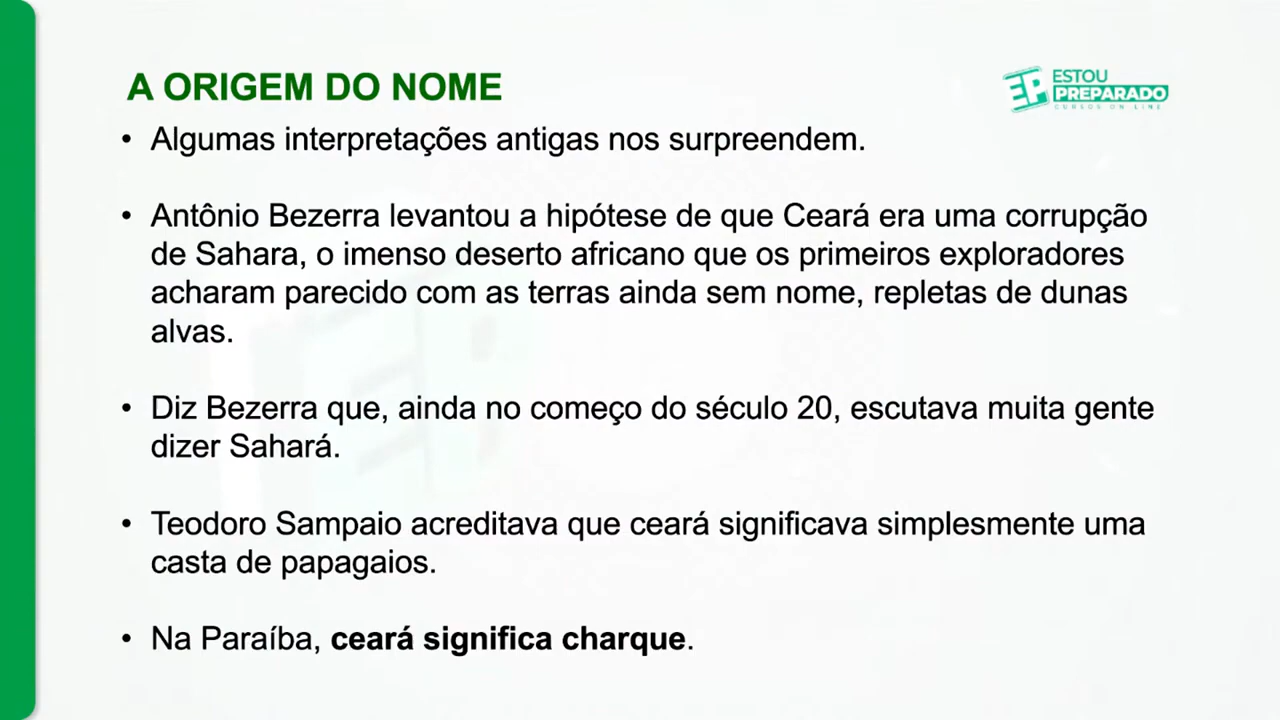 A ORIGEM DO NOME
ESTOU
PREPARADO
CURSOS ON LINE
• Algumas interpretações antigas nos surpreendem.
• Antônio Bezerra levantou a hipótese de que Ceará era uma corrupção
de Sahara, o imenso deserto africano que os primeiros exploradores
acharam parecido com as terras ainda sem nome, repletas de dunas
alvas.
• Diz Bezerra que, ainda no começo do século 20, escutava muita gente
dizer Sahará.
• Teodoro Sampaio acreditava que ceará significava simplesmente uma
casta de papagaios.
• Na Paraíba, ceará significa charque.